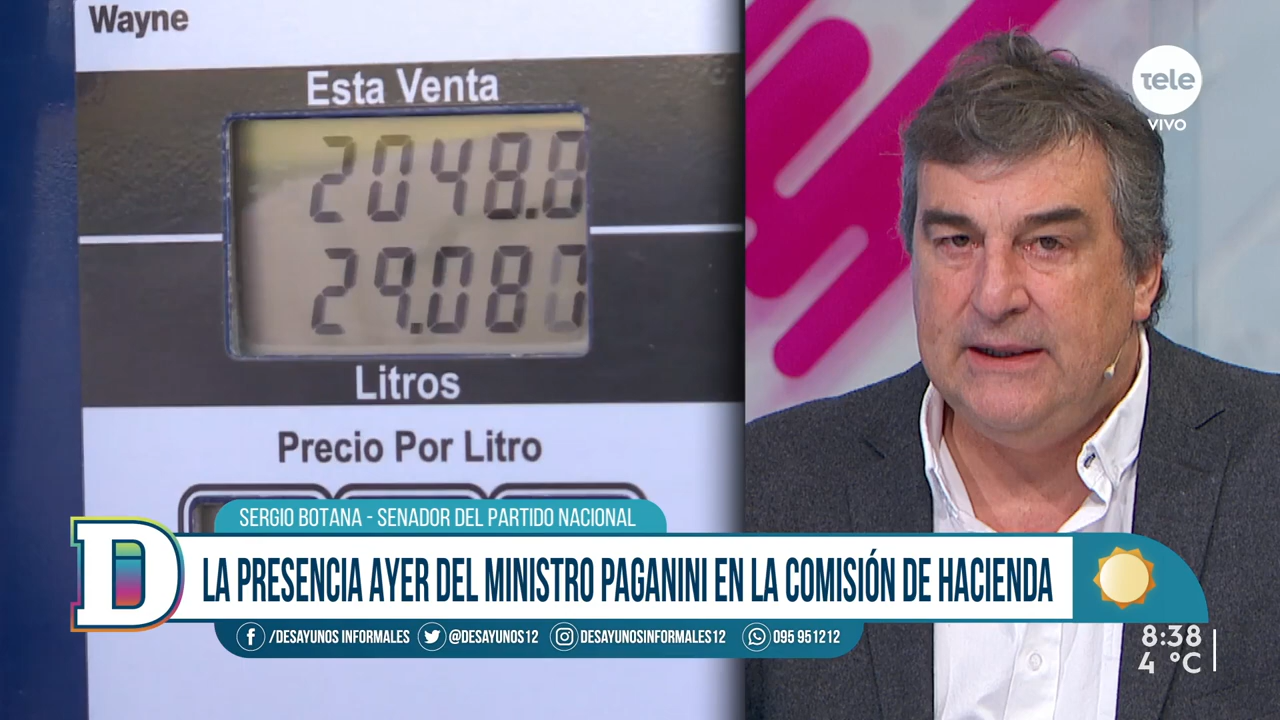 Wayne
Esta Venta
2048.8
29.080
Litros
Precio Por Litro
tele
VIVO
SERGIO BOTANA - SENADOR DEL PARTIDO NACIONAL
D
LA PRESENCIA AYER DEL MINISTRO PAGANINI EN LA COMISIÓN DE HACIENDA
/DESAYUNOS INFORMALES @DESAYUNOS12 DESAYUNOSINFORMALES12 095 951212
8:38
4 °C